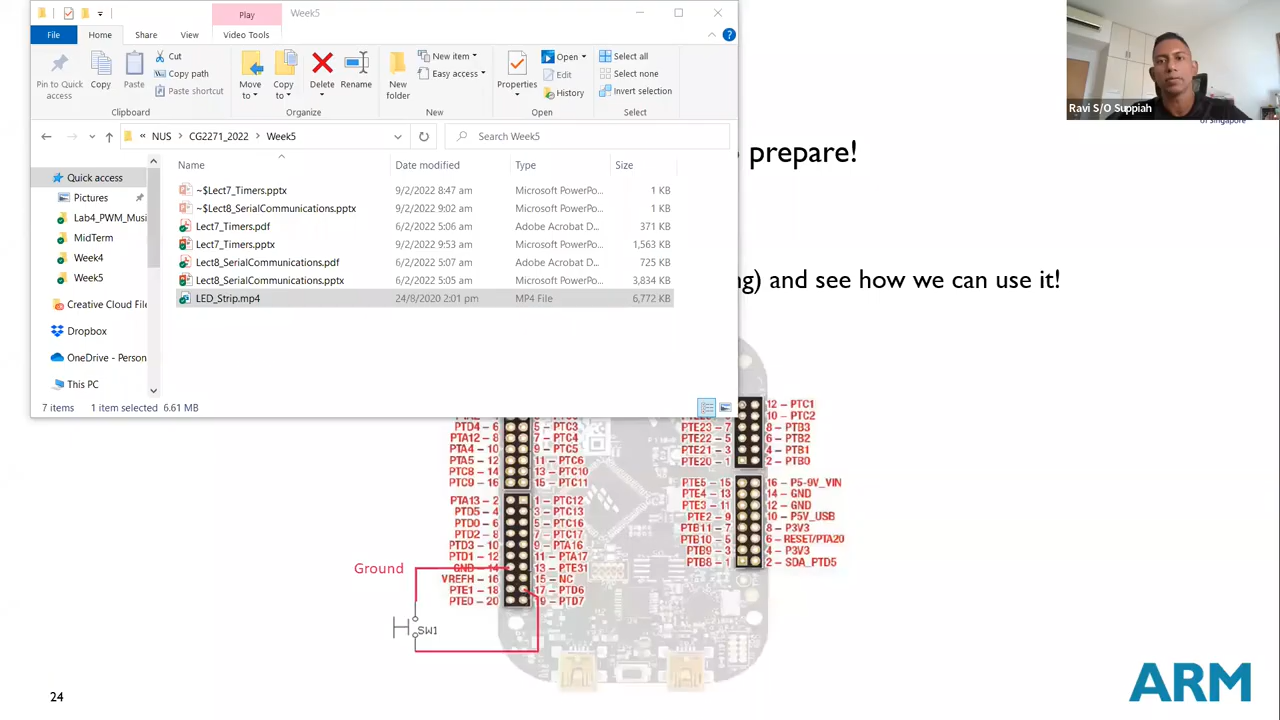 Play
Week5
File
Home
Share
View
Video Tools
Pin to Quick access
Copy
Paste
Cut
Copy path
Paste shortcut
Clipboard
Move to
Copy to
Delete
Rename
Organize
New folder
New item
Easy access
New
Properties
Open
Edit
History
Open
Select all
Select none
Invert selection
Select
« NUS > CG2271_2022 > Week5
Search Week5
Name Date modified Type Size
~$Lect7_Timers.pptx 9/2/2022 8:47 am Microsoft PowerPo... 1 KB
~$Lect8_SerialCommunications.pptx 9/2/2022 9:02 am Microsoft PowerPo... 1 KB
Lect7_Timers.pdf 6/2/2022 5:06 am Adobe Acrobat D... 371 KB
Lect7_Timers.pptx 9/2/2022 9:53 am Microsoft PowerPo... 1,563 KB
Lect8_SerialCommunications.pdf 6/2/2022 5:07 am Adobe Acrobat D... 725 KB
Lect8_SerialCommunications.pptx 6/2/2022 5:05 am Microsoft PowerPo... 3,834 KB
LED_Strip.mp4 24/8/2020 2:01 pm MP4 File 6,772 KB
Quick access
Pictures
Lab4_PWM_Musi
MidTerm
Week4
Week5
Creative Cloud File
Dropbox
OneDrive - Person
This PC
7 items 1 item selected 6.61 MB
Ravi S/O Suppiah
of Singapore
prepare!
ng) and see how we can use it!
PTD4 – 6 5 – PTC3
PTA12 – 8 7 – PTC4
PTA4 – 10 9 – PTC5
PTA5 – 12 11 – PTC6
PTC8 – 14 13 – PTC10
PTC9 – 16 15 – PTC11
PTA13 – 2 1 – PTC12
PTD5 – 4 3 – PTC13
PTD0 – 6 5 – PTC16
PTD2 – 8 7 – PTC17
PTD3 – 10 9 – PTA16
PTD1 – 12 11 – PTA17
GND – 14 13 – PTE31
VREFH – 16 15 – NC
PTE1 – 18 17 – PTD6
PTE0 – 20 19 – PTD7
12 – PTC1
10 – PTC2
PTE23 – 7 8 – PTB3
PTE22 – 5 6 – PTB2
PTE21 – 3 4 – PTB1
PTE20 – 1 2 – PTB0
PTE5 – 15 16 – P5-9V_VIN
PTE4 – 13 14 – GND
PTE3 – 11 12 – GND
PTE2 – 9 10 – P5V_USB
PTB11 – 7 8 – P3V3
PTB10 – 5 6 – RESET/PTA20
PTB9 – 3 4 – P3V3
PTB8 – 1 2 – SDA_PTD5
Ground
SW1
24
ARM